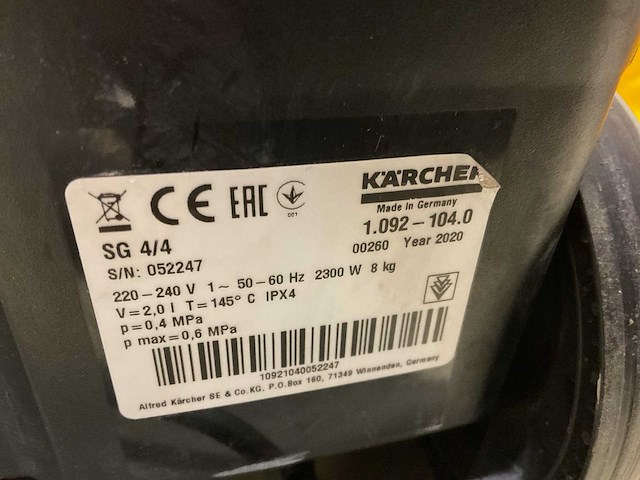 CE EAC
001
KÄRCHER
Made in Germany
SG 4/4
1.092-104.0
S/N: 052247
00260 Year 2020
220-240 V 1~ 50-60 Hz 2300 W 8 kg
V=2,0 l T=145° C IPX4
p=0,4 MPa
p max=0,6 MPa
10921040052247
Alfred Kärcher SE & Co.KG, P.O.Box 160, 71349 Winnenden, Germany